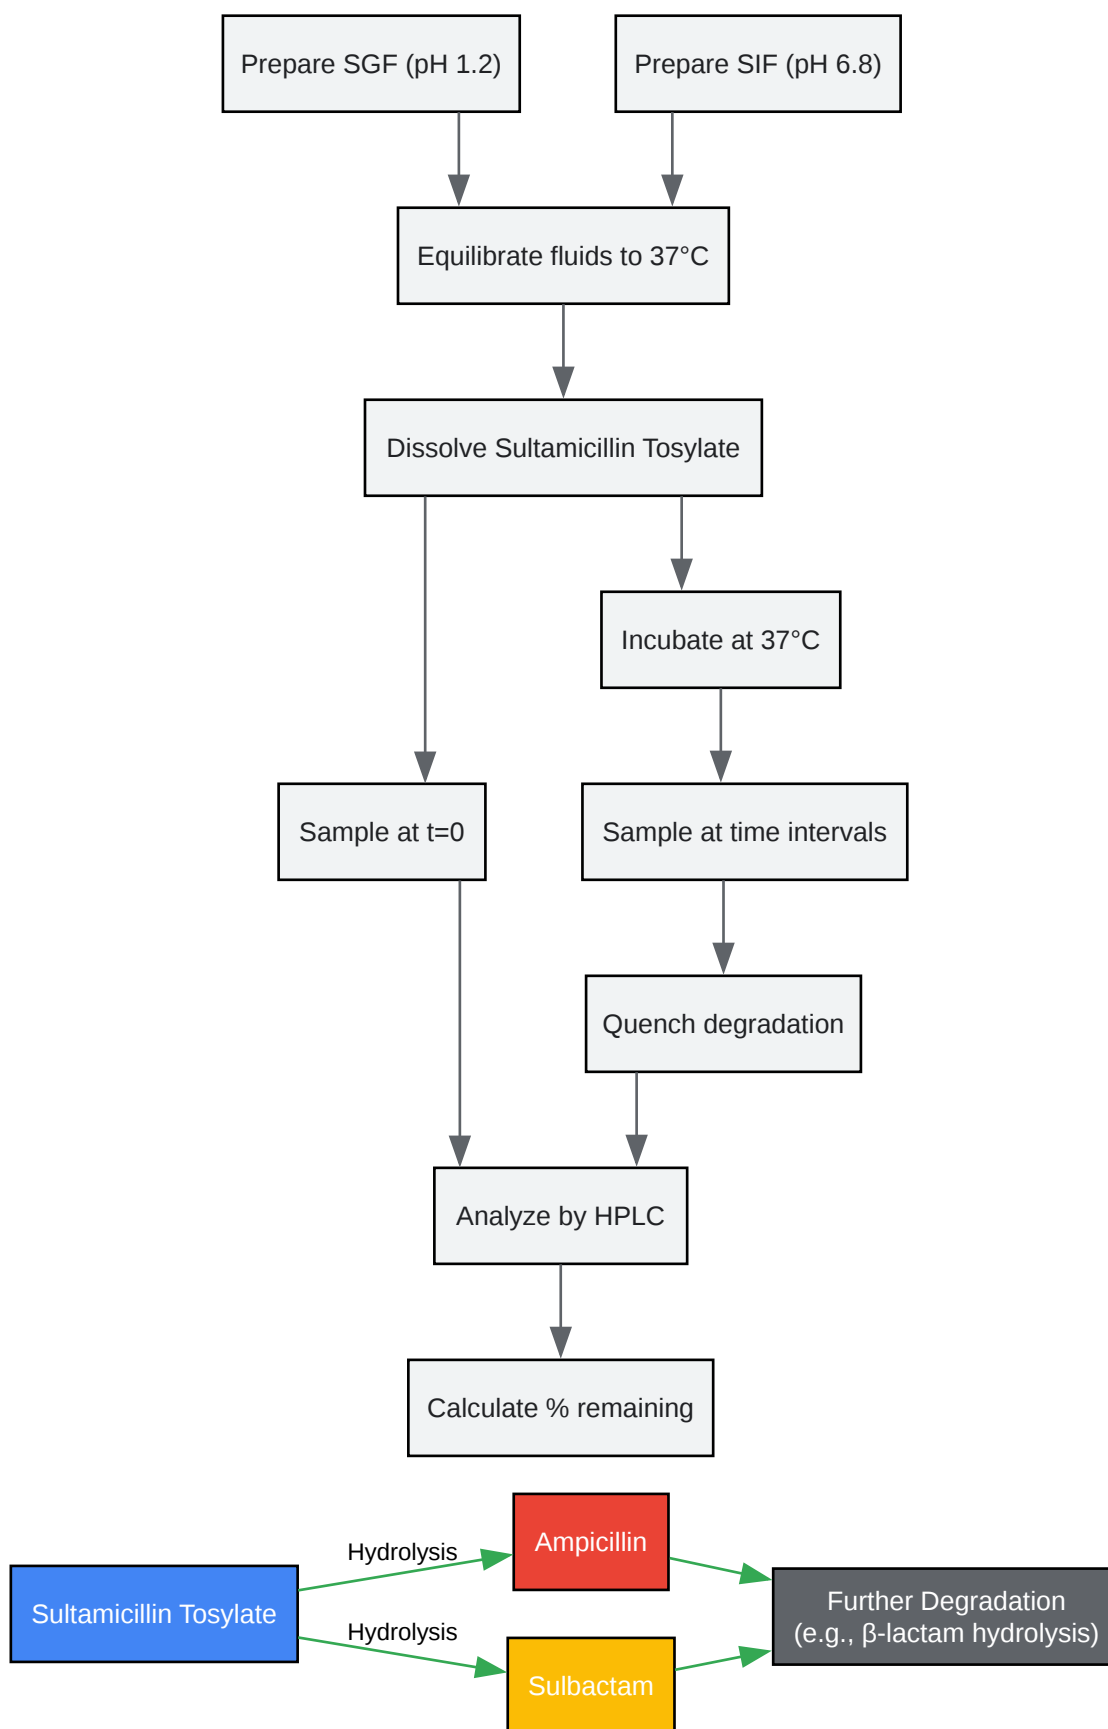 Prepare SGF (pH 1.2)
Prepare SIF (pH 6.8)
Equilibrate fluids to 37°C
Dissolve Sultamicillin Tosylate
Incubate at 37°C
Sample at t=0
Sample at time intervals
Quench degradation
Analyze by HPLC
Calculate % remaining
Sultamicillin Tosylate
Hydrolysis
Hydrolysis
Ampicillin
Sulbactam
Further Degradation
(e.g., β-lactam hydrolysis)